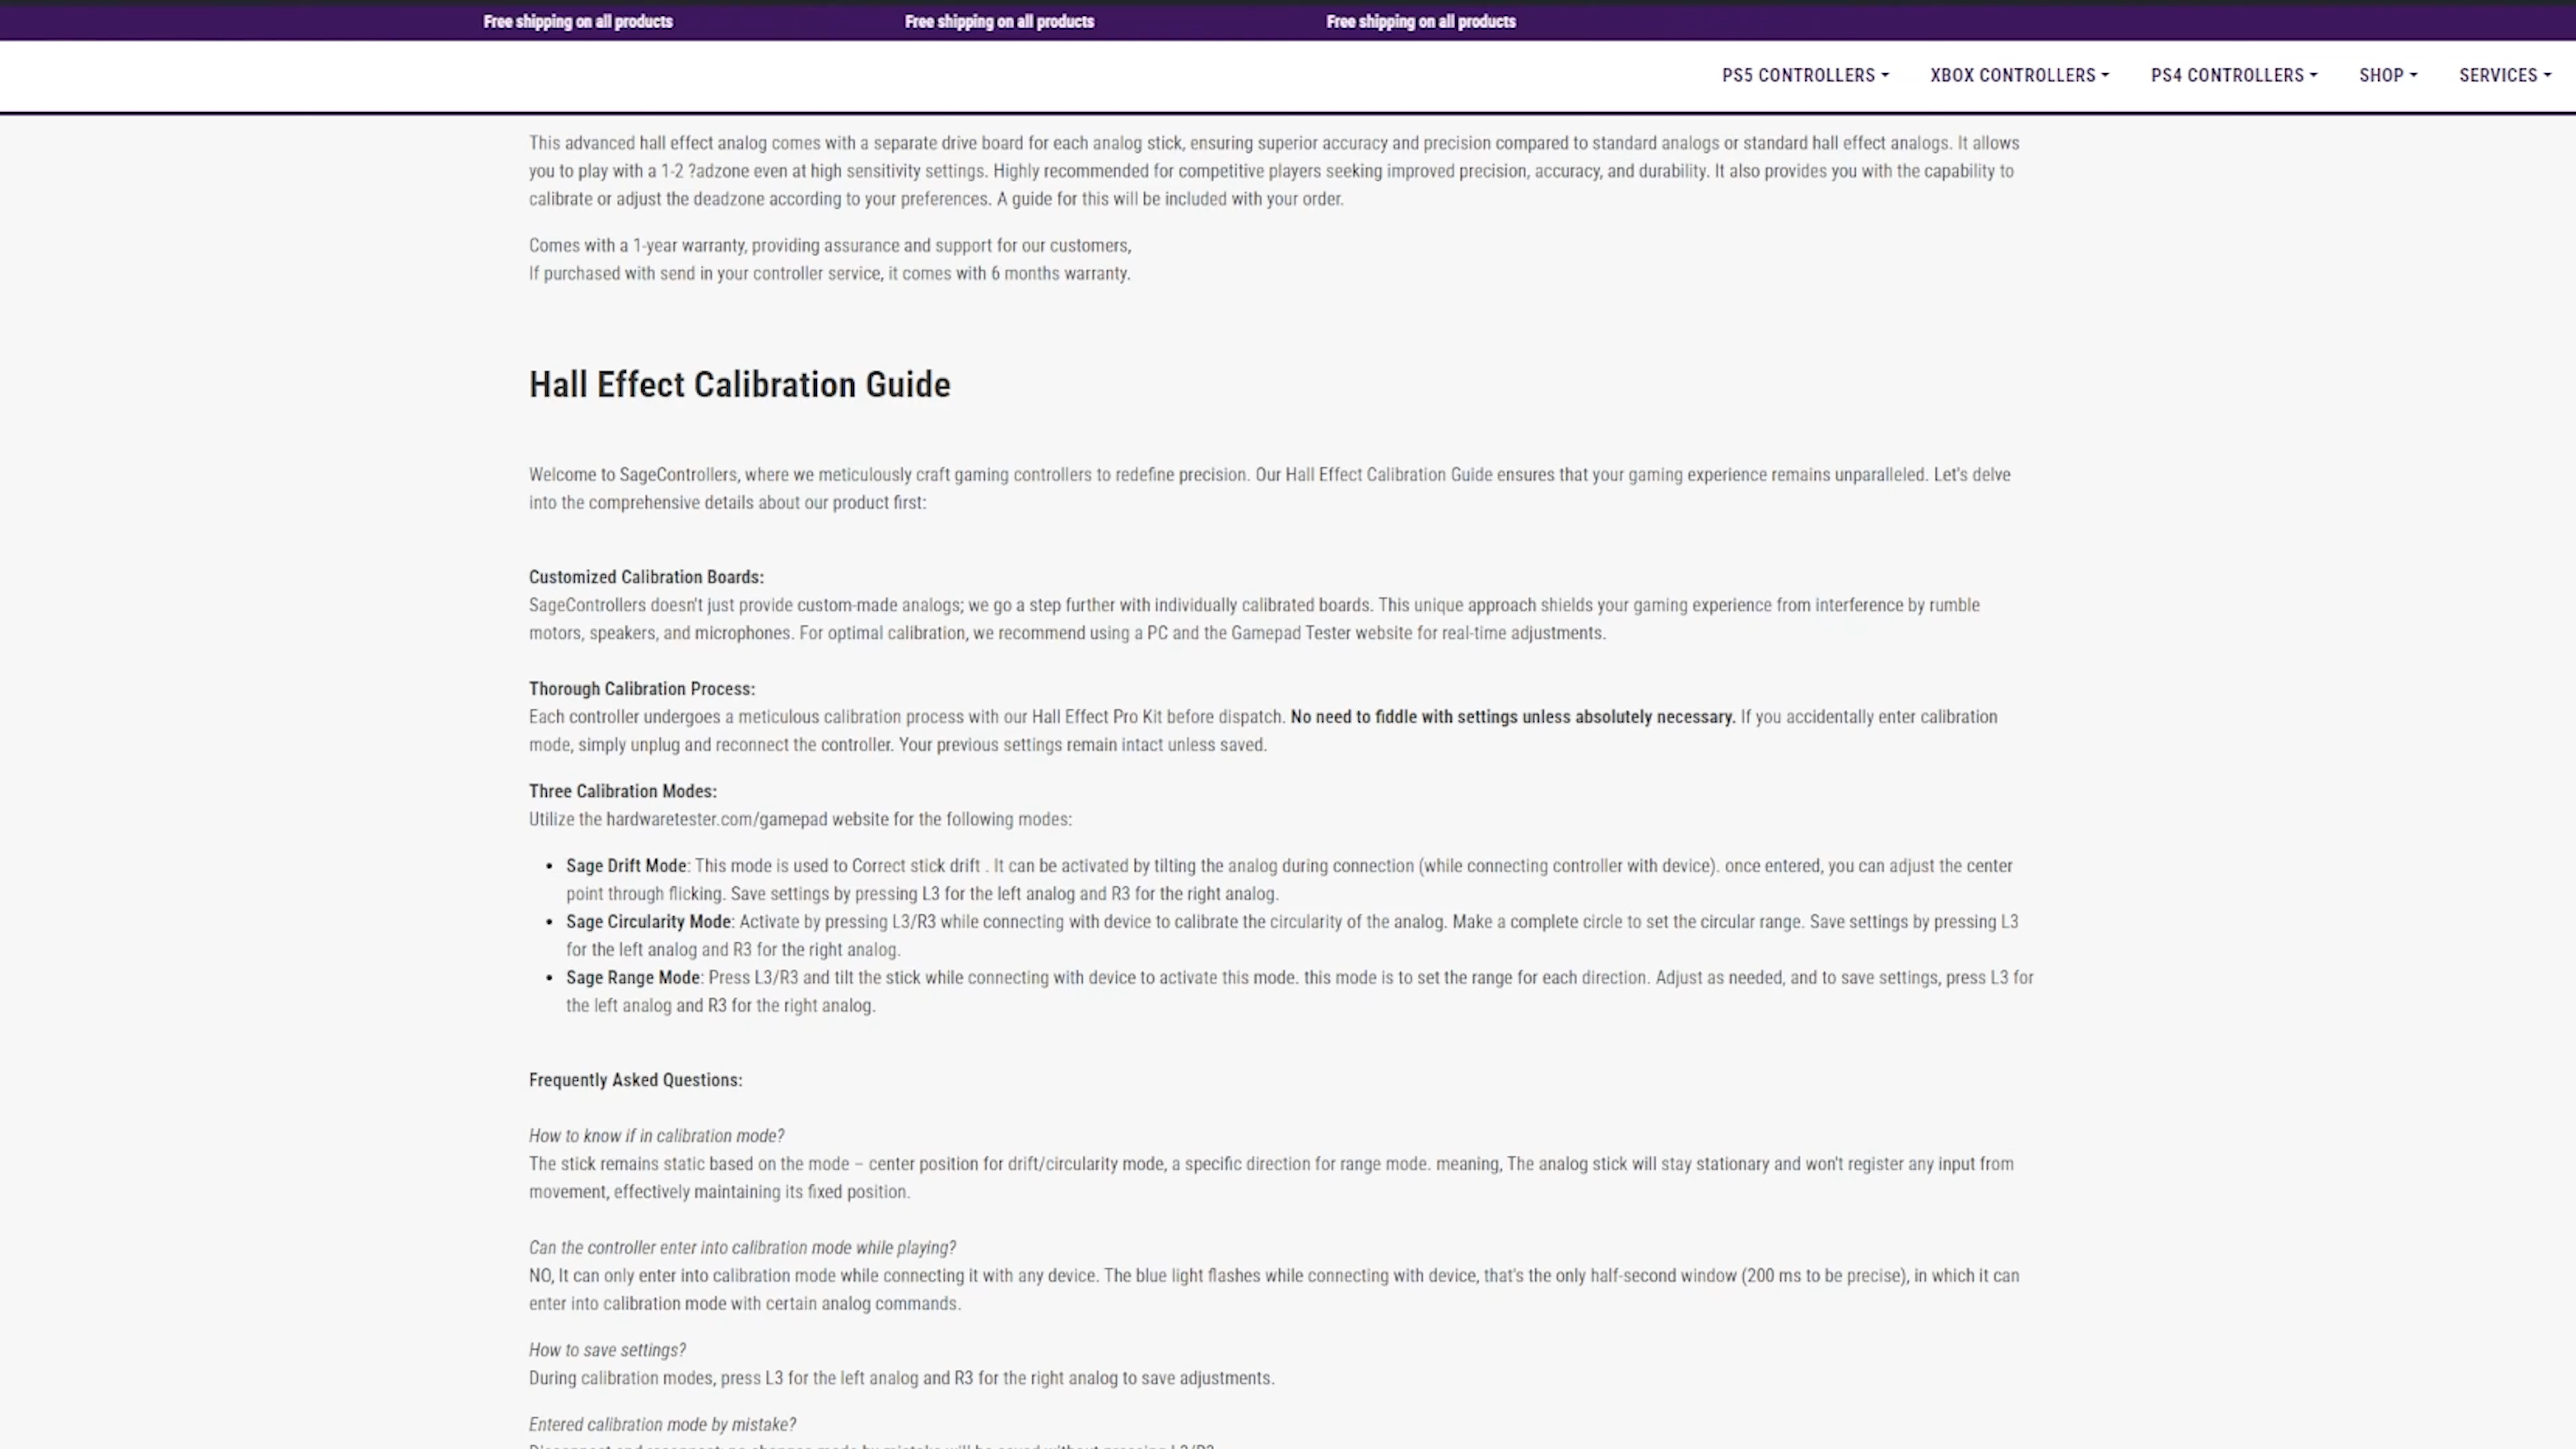 Free shipping on all products Free shipping on all products Free shipping on all products
PS5 CONTROLLERS XBOX CONTROLLERS PS4 CONTROLLERS SHOP SERVICES
This advanced hall effect analog comes with a separate drive board for each analog stick, ensuring superior accuracy and precision compared to standard analogs or standard hall effect analogs. It allows
you to play with a 1-2 ?adzone even at high sensitivity settings. Highly recommended for competitive players seeking improved precision, accuracy, and durability. It also provides you with the capability to
calibrate or adjust the deadzone according to your preferences. A guide for this will be included with your order.
Comes with a 1-year warranty, providing assurance and support for our customers,
If purchased with send in your controller service, it comes with 6 months warranty.
Hall Effect Calibration Guide
Welcome to SageControllers, where we meticulously craft gaming controllers to redefine precision. Our Hall Effect Calibration Guide ensures that your gaming experience remains unparalleled. Let's delve
into the comprehensive details about our product first:
Customized Calibration Boards:
SageControllers doesn't just provide custom-made analogs; we go a step further with individually calibrated boards. This unique approach shields your gaming experience from interference by rumble
motors, speakers, and microphones. For optimal calibration, we recommend using a PC and the Gamepad Tester website for real-time adjustments.
Thorough Calibration Process:
Each controller undergoes a meticulous calibration process with our Hall Effect Pro Kit before dispatch. No need to fiddle with settings unless absolutely necessary. If you accidentally enter calibration
mode, simply unplug and reconnect the controller. Your previous settings remain intact unless saved.
Three Calibration Modes:
Utilize the hardwaretester.com/gamepad website for the following modes:
• Sage Drift Mode: This mode is used to Correct stick drift . It can be activated by tilting the analog during connection (while connecting controller with device). once entered, you can adjust the center
point through flicking. Save settings by pressing L3 for the left analog and R3 for the right analog.
• Sage Circularity Mode: Activate by pressing L3/R3 while connecting with device to calibrate the circularity of the analog. Make a complete circle to set the circular range. Save settings by pressing L3
for the left analog and R3 for the right analog.
• Sage Range Mode: Press L3/R3 and tilt the stick while connecting with device to activate this mode. this mode is to set the range for each direction. Adjust as needed, and to save settings, press L3 for
the left analog and R3 for the right analog.
Frequently Asked Questions:
How to know if in calibration mode?
The stick remains static based on the mode – center position for drift/circularity mode, a specific direction for range mode. meaning, The analog stick will stay stationary and won't register any input from
movement, effectively maintaining its fixed position.
Can the controller enter into calibration mode while playing?
NO, It can only enter into calibration mode while connecting it with any device. The blue light flashes while connecting with device, that's the only half-second window (200 ms to be precise), in which it can
enter into calibration mode with certain analog commands.
How to save settings?
During calibration modes, press L3 for the left analog and R3 for the right analog to save adjustments.
Entered calibration mode by mistake?